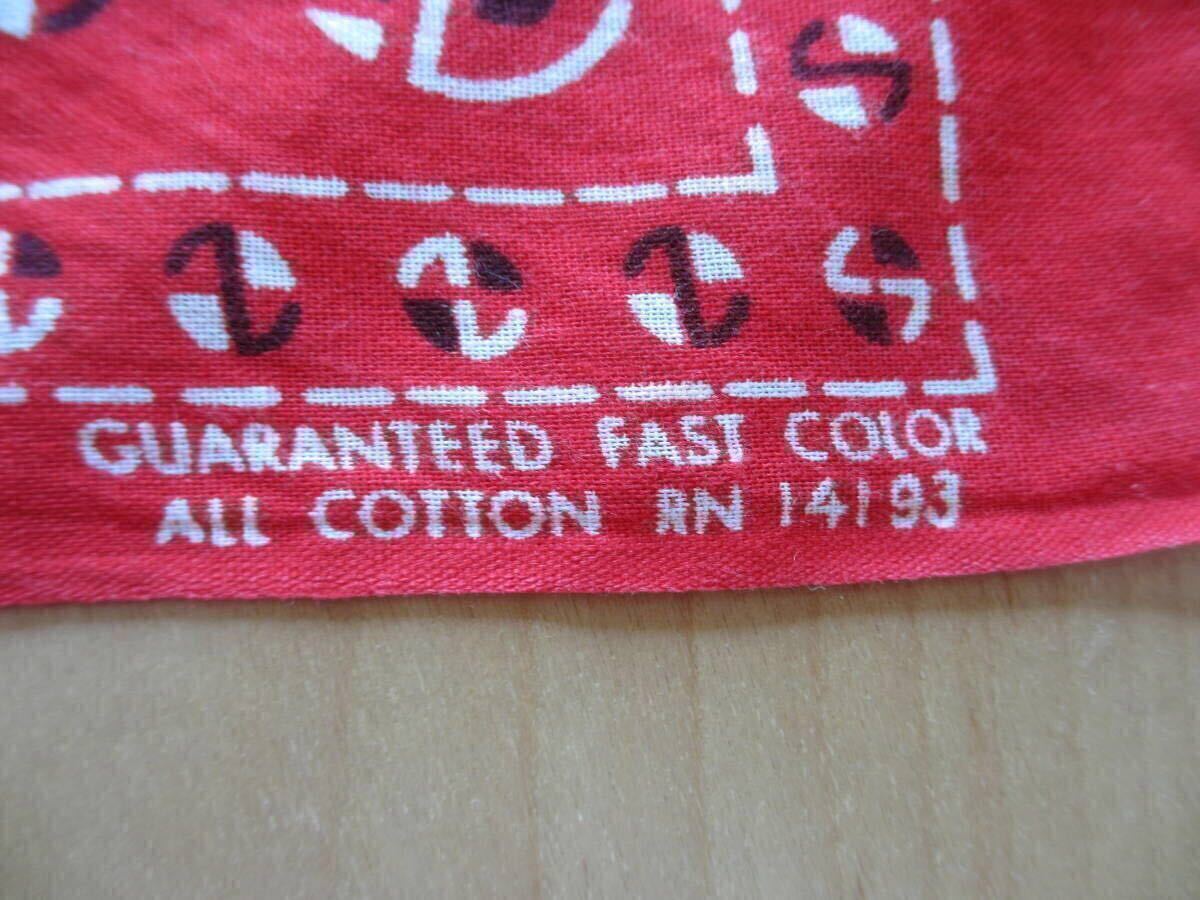 GUARANTEED FAST COLOR
ALL COTTON RN 14193